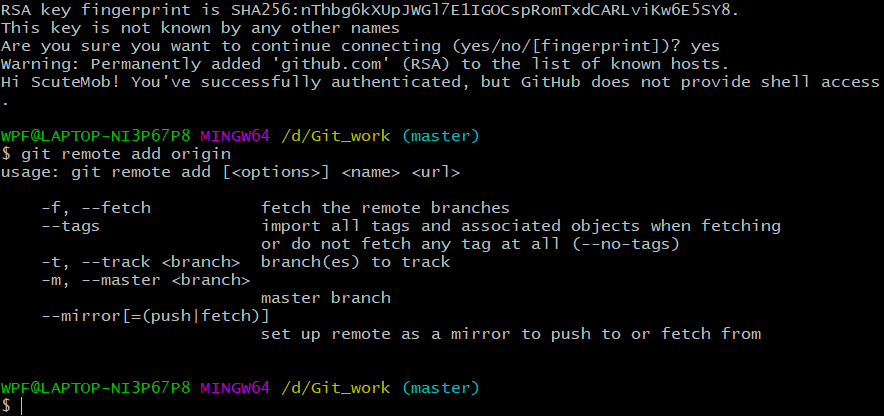 RSA key fingerprint is SHA256:nThbg6kXUpJWGl7E1IGOCspRomTxdCARLviKw6E5SY8.
This key is not known by any other names
Are you sure you want to continue connecting (yes/no/[fingerprint])? yes
Warning: Permanently added 'github.com' (RSA) to the list of known hosts.
Hi ScuteMob! You've successfully authenticated, but GitHub does not provide shell access
.
WPF@LAPTOP-NI3P67P8 MINGW64 /d/Git_work (master)
$ git remote add origin
usage: git remote add [<options>] <name> <url>
-f, --fetch fetch the remote branches
--tags import all tags and associated objects when fetching
or do not fetch any tag at all (--no-tags)
-t, --track <branch> branch(es) to track
-m, --master <branch>
master branch
--mirror[=(push|fetch)]
set up remote as a mirror to push to or fetch from
WPF@LAPTOP-NI3P67P8 MINGW64 /d/Git_work (master)
$